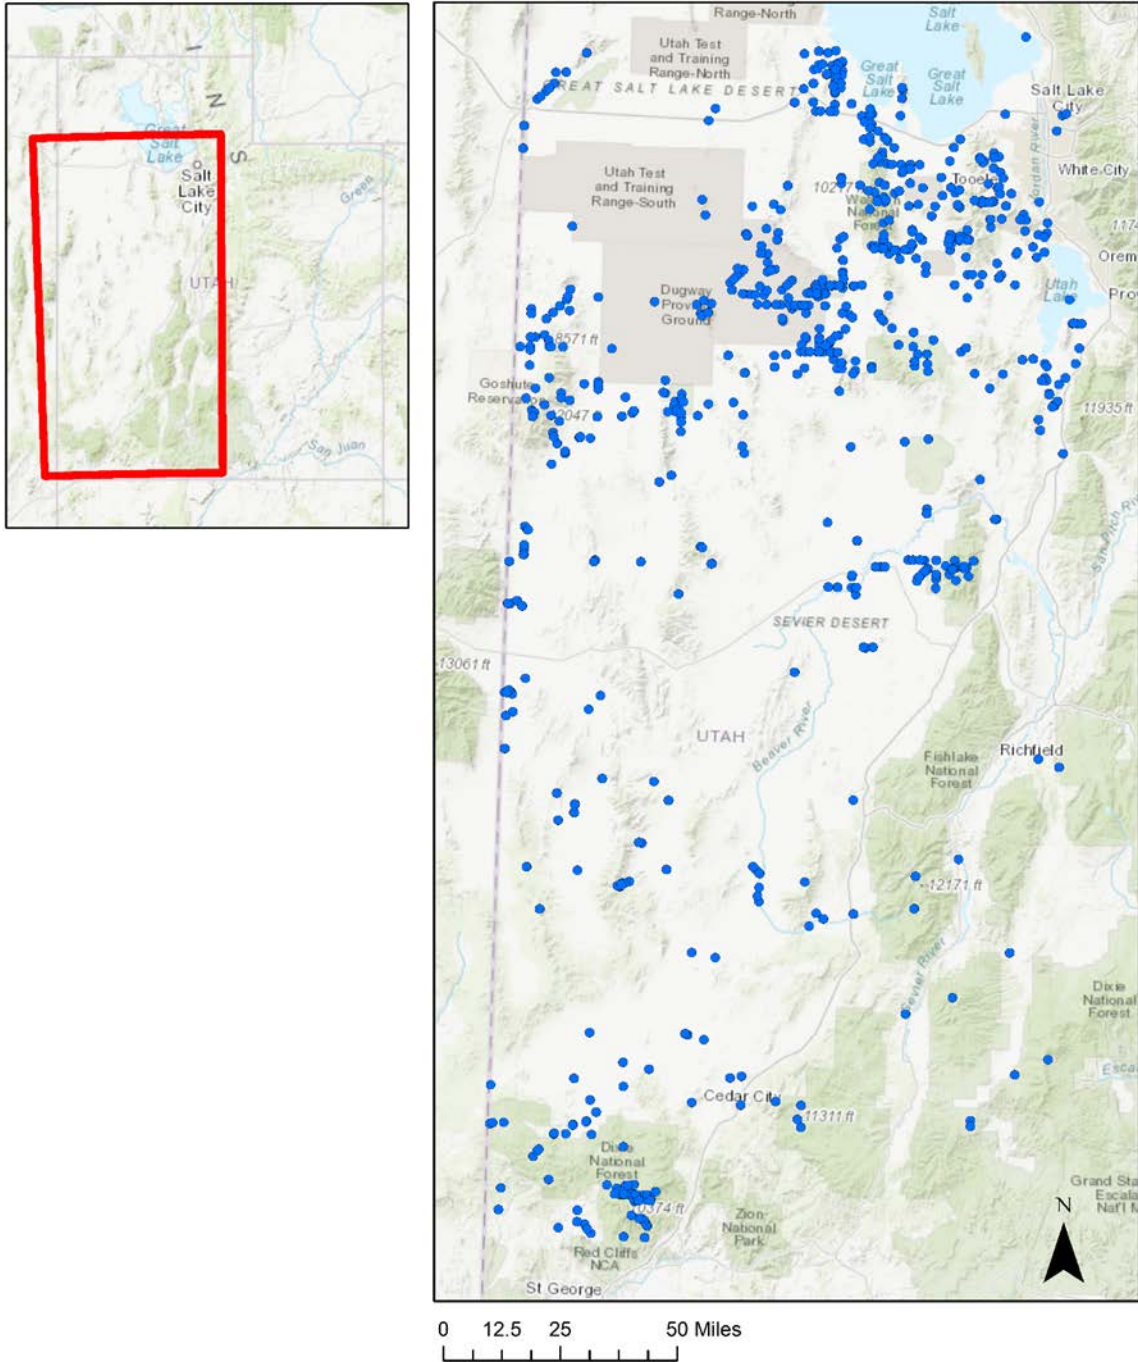 I
N
S
Great
Salt
Lake
Salt
Lake
City
Green
UTAH
San Juan
Range-North
Utah Test
and Training
Range-North
GREAT SALT LAKE DESERT
Salt
Lake
Great
Salt
Lake
Great
Salt
Lake
Salt Lake
City
Jordan River
White City
Utah Test
and Training
Range-South
Tooele
National
Forest
Orem
Utah
Lake
Dugway
Ground
8571 ft
Goshute
Reservation
11935 ft
San Pitch
SEVIER DESERT
13061 ft
UTAH
Beaver River
Richfield
Fishlake
National
Forest
12171 ft
Sevier River
Dixie
National
Forest
Cedar City
11311 ft
National
Forest
Grand Sta
Escala
Nat'l M
Zion
National
Park
Red Cliffs
NCA
St George
N
0 12.5 25 50 Miles